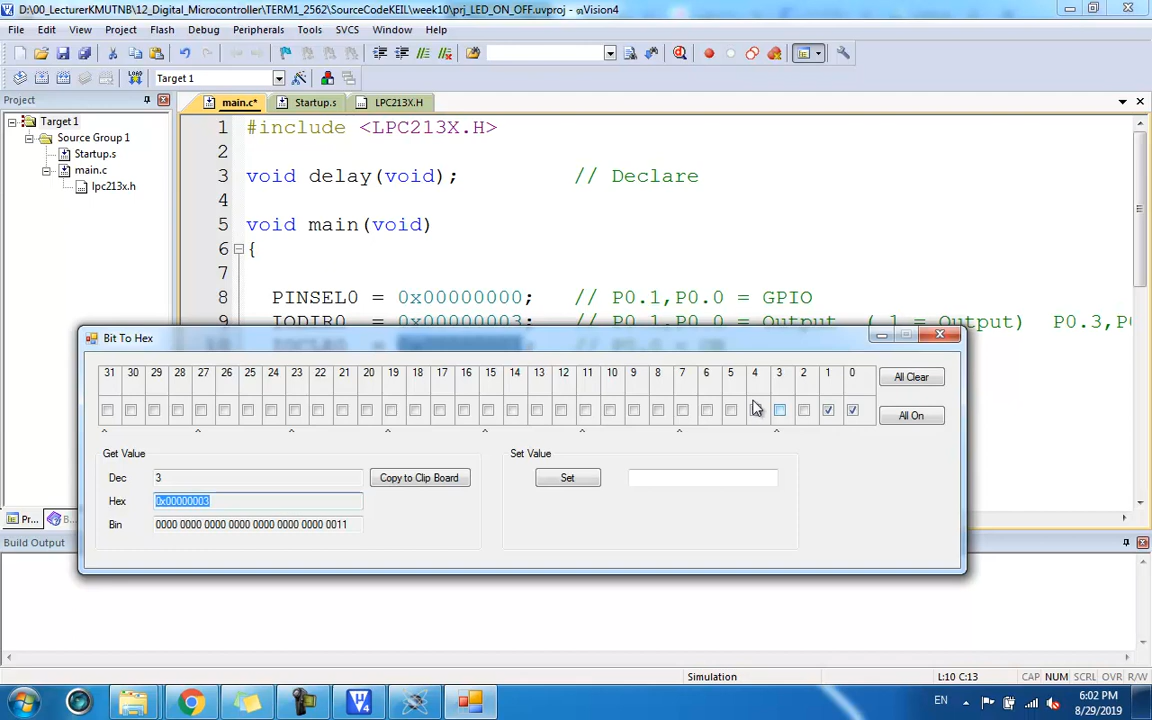 D:\00_LecturerKMUTNB\12_Digital_Microcontroller\TERM1_2562\SourceCodeKEIL\week10\prj_LED_ON_OFF.uvproj - µVision4
File Edit View Project Flash Debug Peripherals Tools SVCS Window Help
LOAD Target 1
Project
main.c* Startup.s LPC213X.H
Target 1
Source Group 1
Startup.s
main.c
lpc213x.h
1 #include <LPC213X.H>
2
3 void delay(void); // Declare
4
5 void main(void)
6 {
7
8 PINSEL0 = 0x00000000; // P0.1,P0.0 = GPIO
9 IODIR0 = 0x00000003; // P0.1,P0.0 = Output ( 1 = Output) P0.3,P
Bit To Hex
31 30 29 28 27 26 25 24 23 22 21 20 19 18 17 16 15 14 13 12 11 10 9 8 7 6 5 4 3 2 1 0
All Clear
All On
^ ^ ^ ^ ^ ^ ^ ^
Get Value
Dec 3
Copy to Clip Board
Hex 0x00000003
Bin 0000 0000 0000 0000 0000 0000 0000 0011
Set Value
Set
Pr... B...
Build Output
Simulation L:10 C:13 CAP NUM SCRL OVR R/W
EN 6:02 PM
8/29/2019